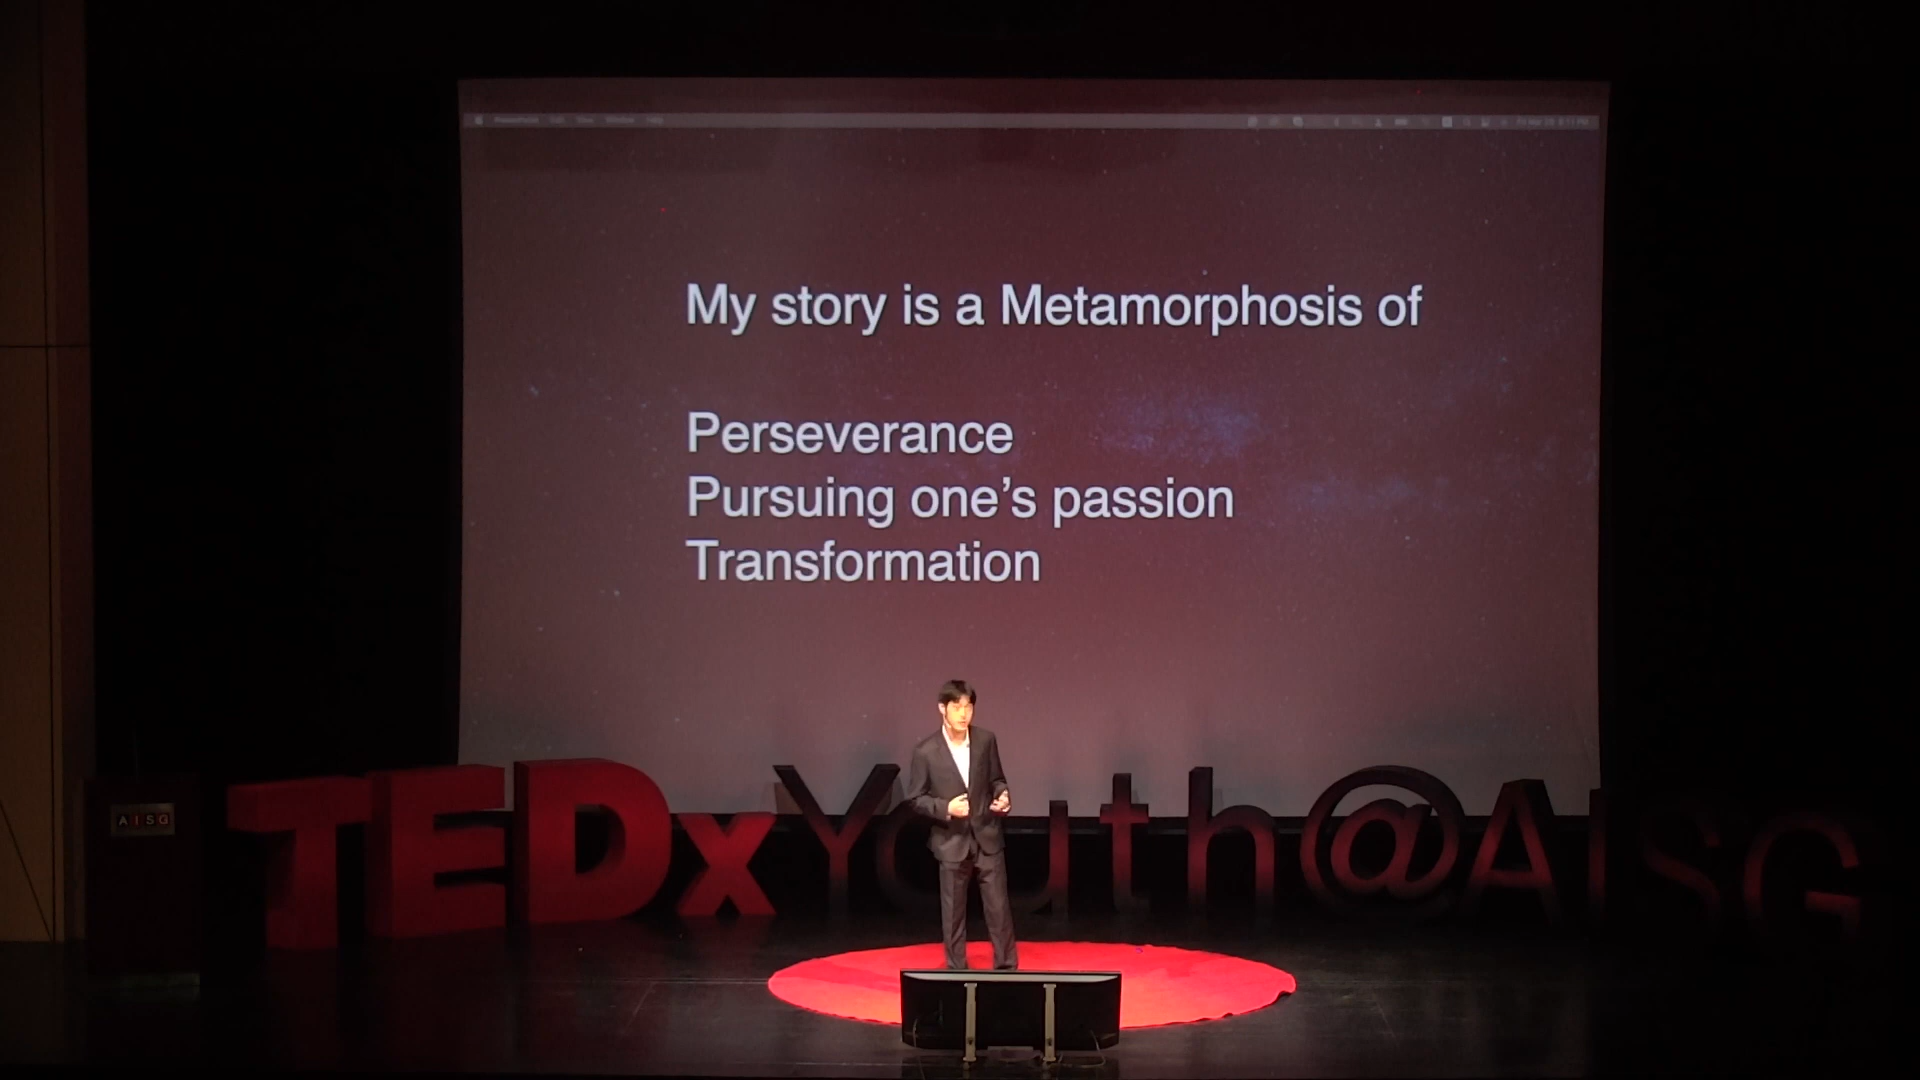 My story is a Metamorphosis of
Perseverance
Pursuing one's passion
Transformation
AISG
TEDxYouth@AISG